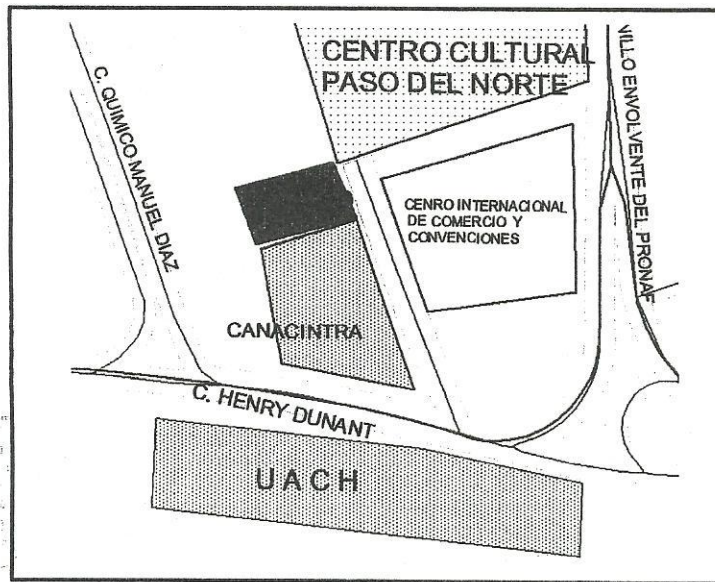 CENTRO CULTURAL
PASO DEL NORTE
C. QUIMICO MANUEL DIAZ
VILLO ENVOLVENTE DEL PRONAF
CENRO INTERNACIONAL
DE COMERCIO Y
CONVENCIONES
CANACINTRA
C. HENRY DUNANT
UACH